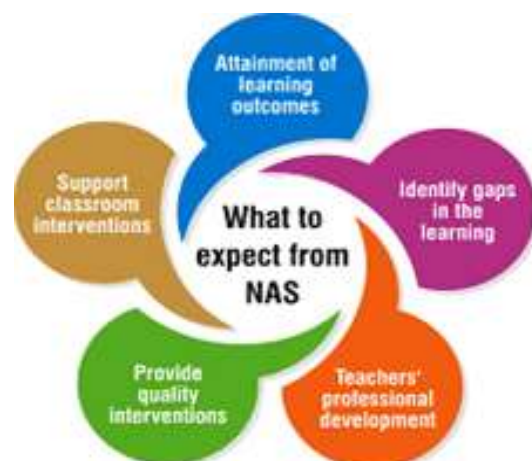 Attainment of
learning
outcomes
Identify gaps
in the
learning
Teachers'
professional
development
Provide
quality
interventions
Support
classroom
interventions
What to
expect from
NAS